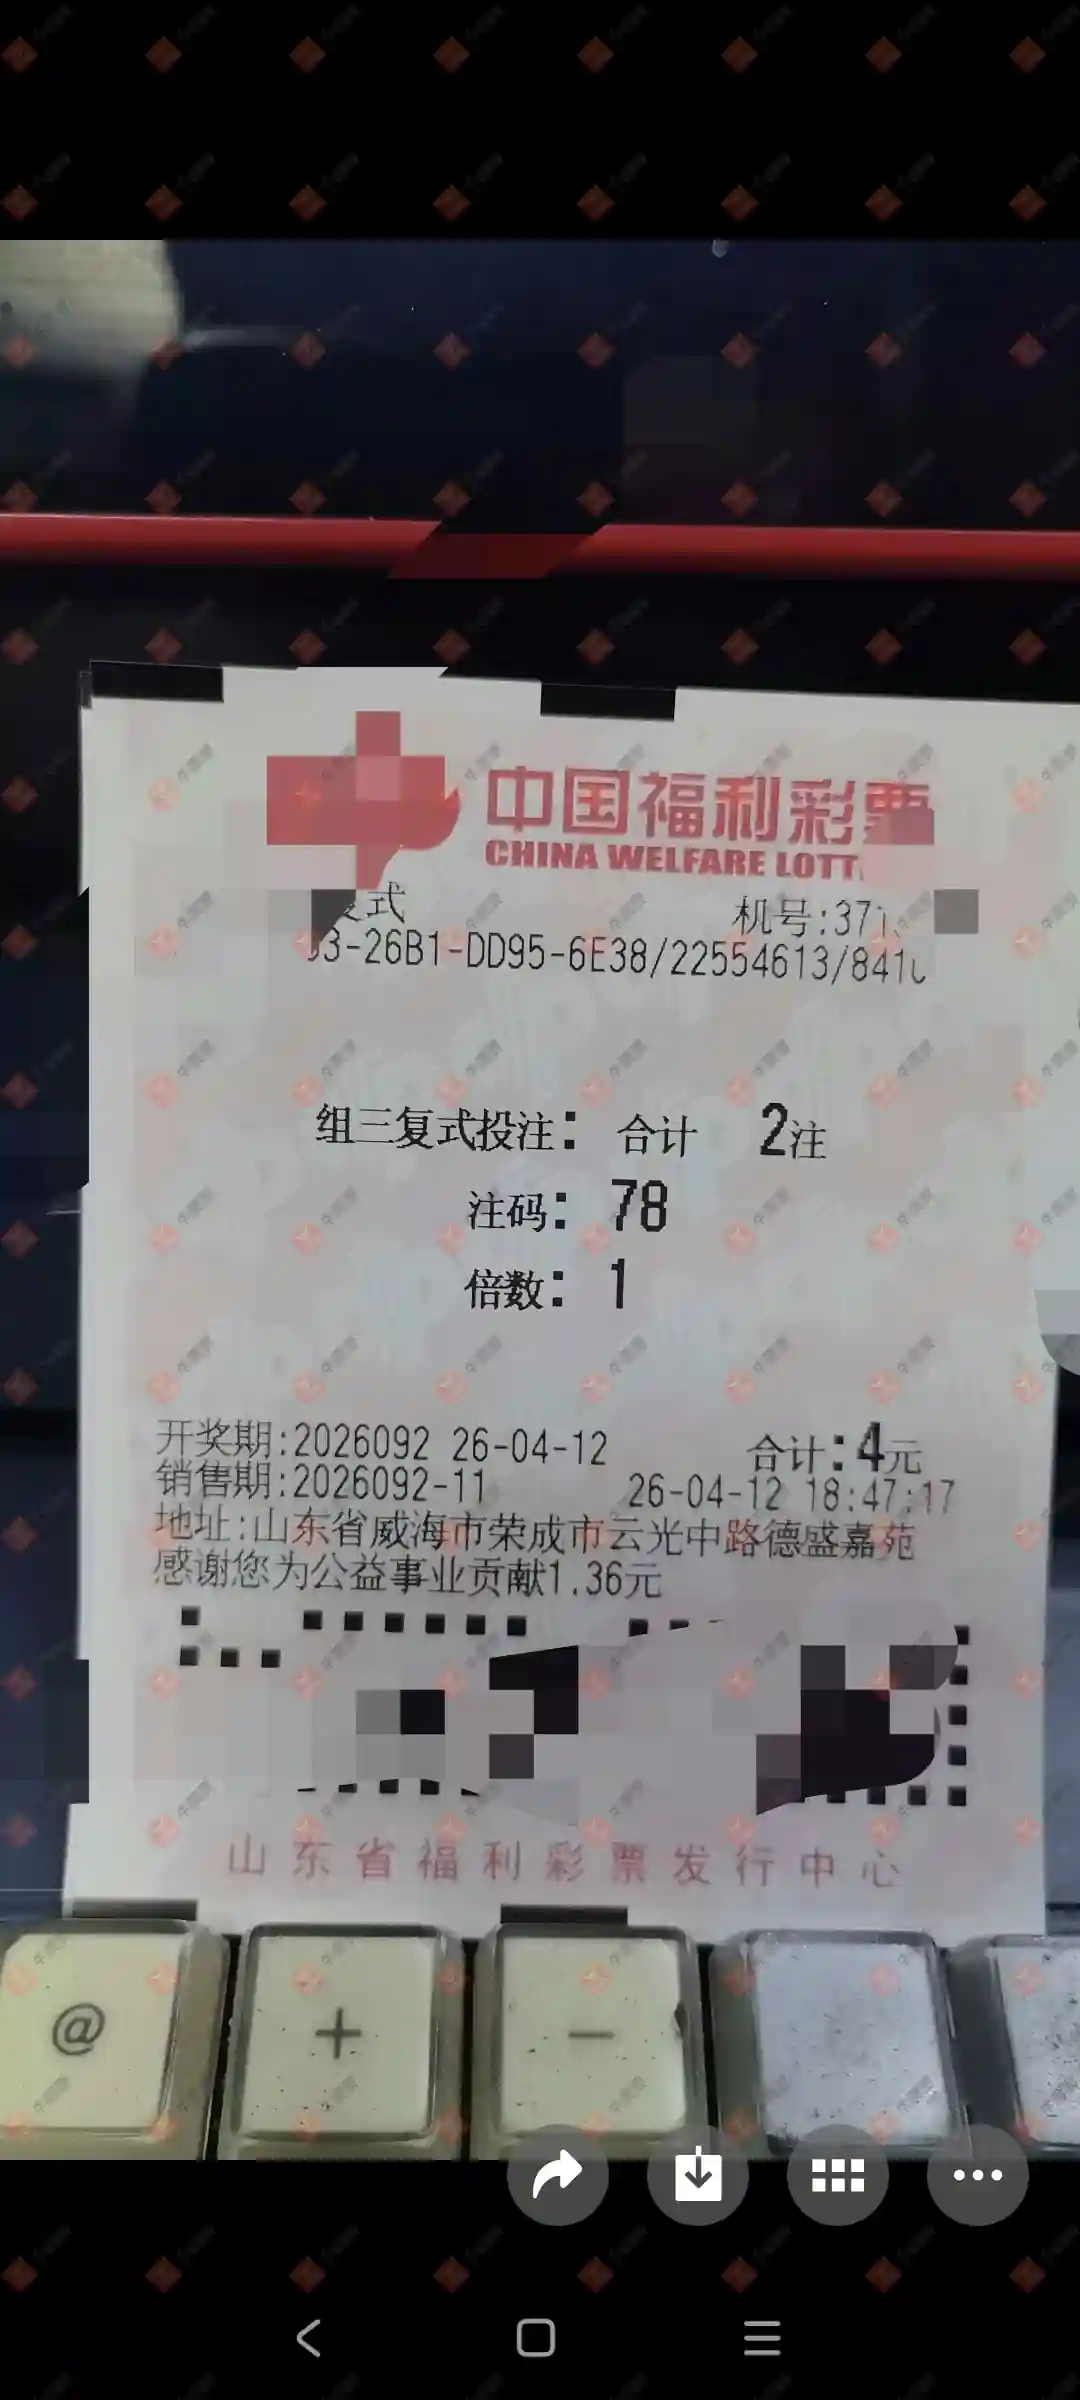 中国福利彩票
CHINA WELFARE LOTT
复式 机号:371
3-26B1-DD95-6E38/22554613/841
组三复式投注: 合计 2注
注码: 78
倍数: 1
开奖期:2026092 26-04-12 合计:4元
销售期:2026092-11 26-04-12 18:47:17
地址:山东省威海市荣成市云光中路德盛嘉苑
感谢您为公益事业贡献1.36元
山东省福利彩票发行中心
@ + -